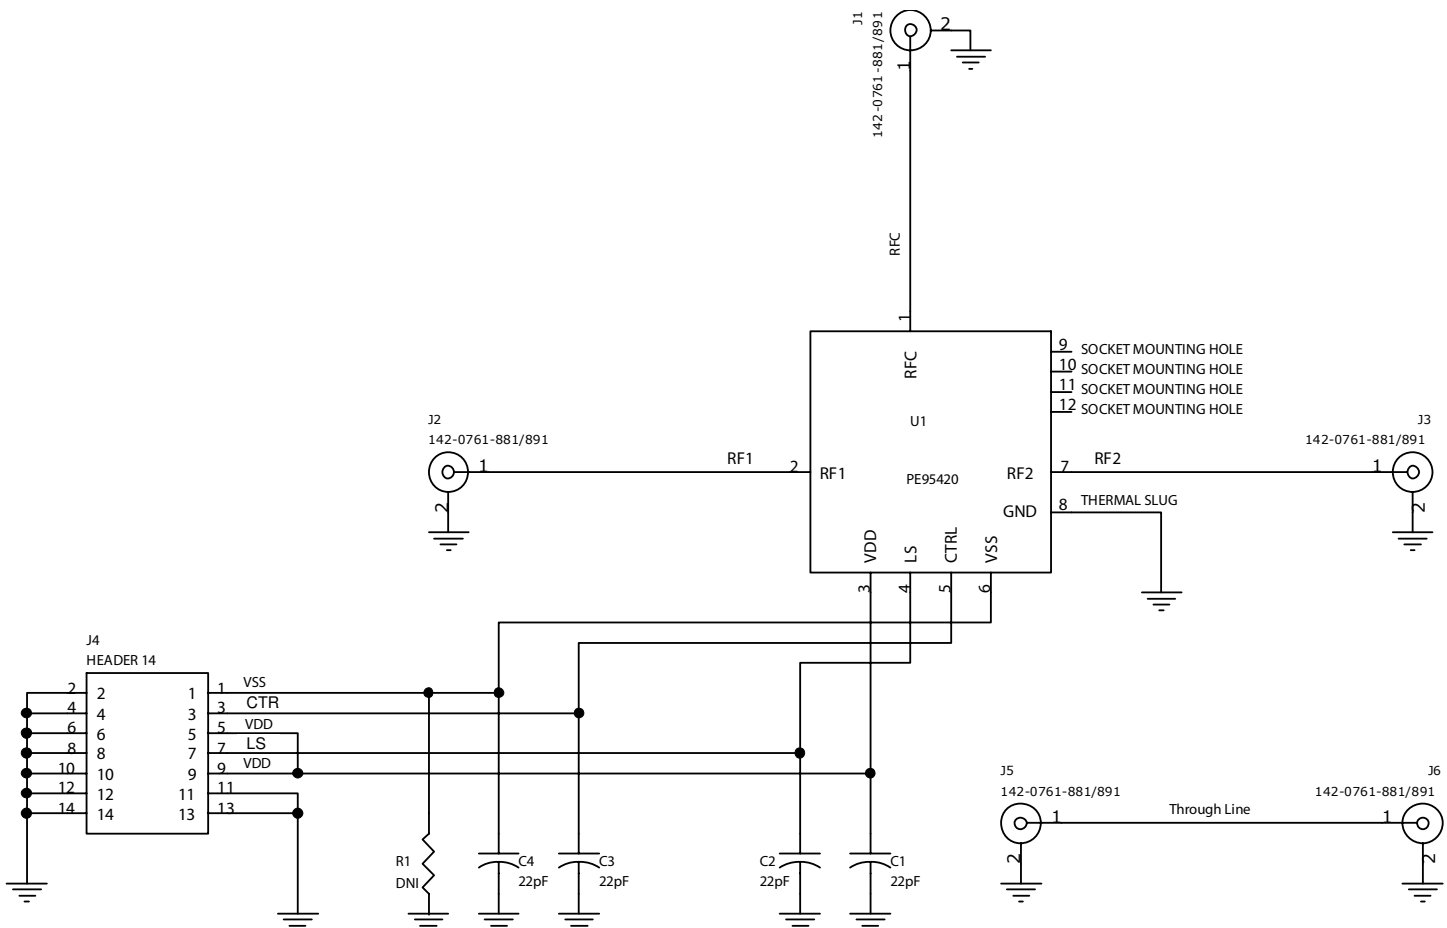 J1
142-0761-881/891
2
1
RFC
1
RFC
U1
PE95420
9 SOCKET MOUNTING HOLE
10 SOCKET MOUNTING HOLE
11 SOCKET MOUNTING HOLE
12 SOCKET MOUNTING HOLE
J2
142-0761-881/891
1
2
RF1
2
RF1
RF2
7
RF2
GND
8
THERMAL SLUG
J3
142-0761-881/891
1
2
VDD
LS
CTRL
VSS
3
4
5
6
J4
HEADER 14
2 2 1 1 VSS
4 4 3 3 CTR
6 6 5 5 VDD
8 8 7 7 LS
10 10 9 9 VDD
12 12 11 11
14 14 13 13
R1
DNI
C4
22pF
C3
22pF
C2
22pF
C1
22pF
J5
142-0761-881/891
1
2
Through Line
J6
142-0761-881/891
1
2